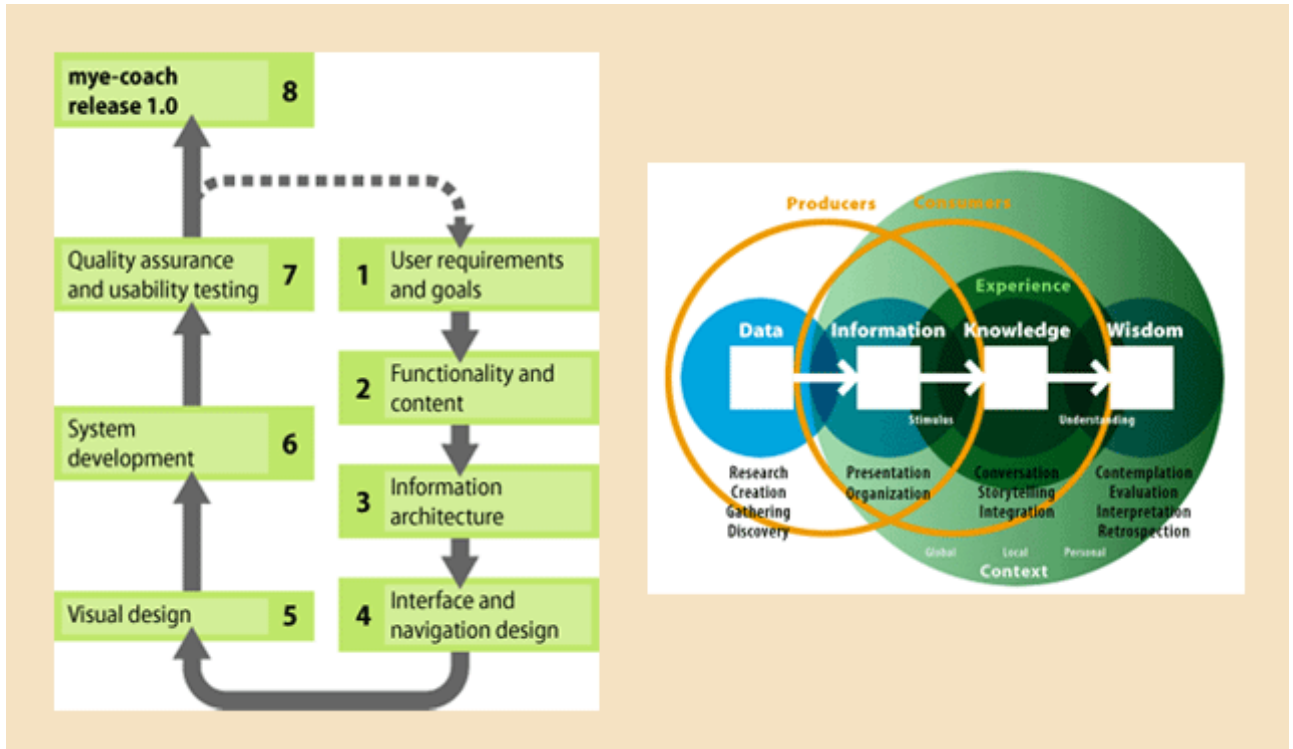 mye-coach
release 1.0
8
Quality assurance
and usability testing
7
System
development
6
Visual design
5
1
User requirements
and goals
2
Functionality and
content
3
Information
architecture
4
Interface and
navigation design
Producers
Consumers
Experience
Data
Information
Knowledge
Wisdom
Stimulus
Understanding
Research
Creation
Gathering
Discovery
Presentation
Organization
Conversation
Storytelling
Integration
Contemplation
Evaluation
Interpretation
Retrospection
Global
Local
Personal
Context